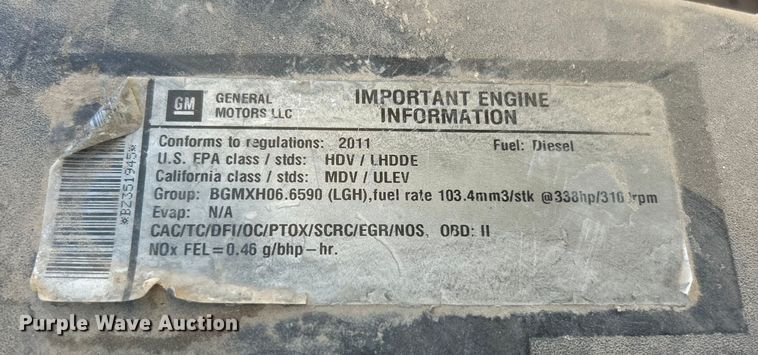 GM GENERAL MOTORS LLC
IMPORTANT ENGINE INFORMATION
Conforms to regulations: 2011 Fuel: Diesel
U.S. EPA class / stds: HDV / LHDDE
California class / stds: MDV / ULEV
Group: BGMXH06.6590 (LGH),fuel rate 103.4mm3/stk @338hp/
Evap: N/A
CAC/TC/DFI/OC/PTOX/SCRC/EGR/NOS, OBD: II
NOx FEL=0.46 g/bhp-hr.
*BZ351945*
Purple Wave Auction